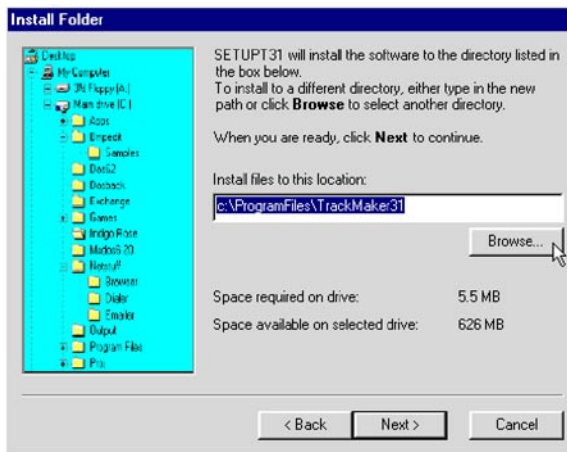 Install Folder
Desktop
My Computer
3½ Floppy (A:)
Main drive (C:)
Apps
Bmpedit
Samples
Dos62
Dosback
Exchange
Games
Indigo Rose
Msdos6.20
Netstuff
Browser
Dialer
Emailer
Output
Program Files
Proj
SETUPT31 will install the software to the directory listed in
the box below.
To install to a different directory, either type in the new
path or click Browse to select another directory.
When you are ready, click Next to continue.
Install files to this location:
c:\ProgramFiles\TrackMaker31
Browse...
Space required on drive: 5.5 MB
Space available on selected drive: 626 MB
< Back
Next >
Cancel